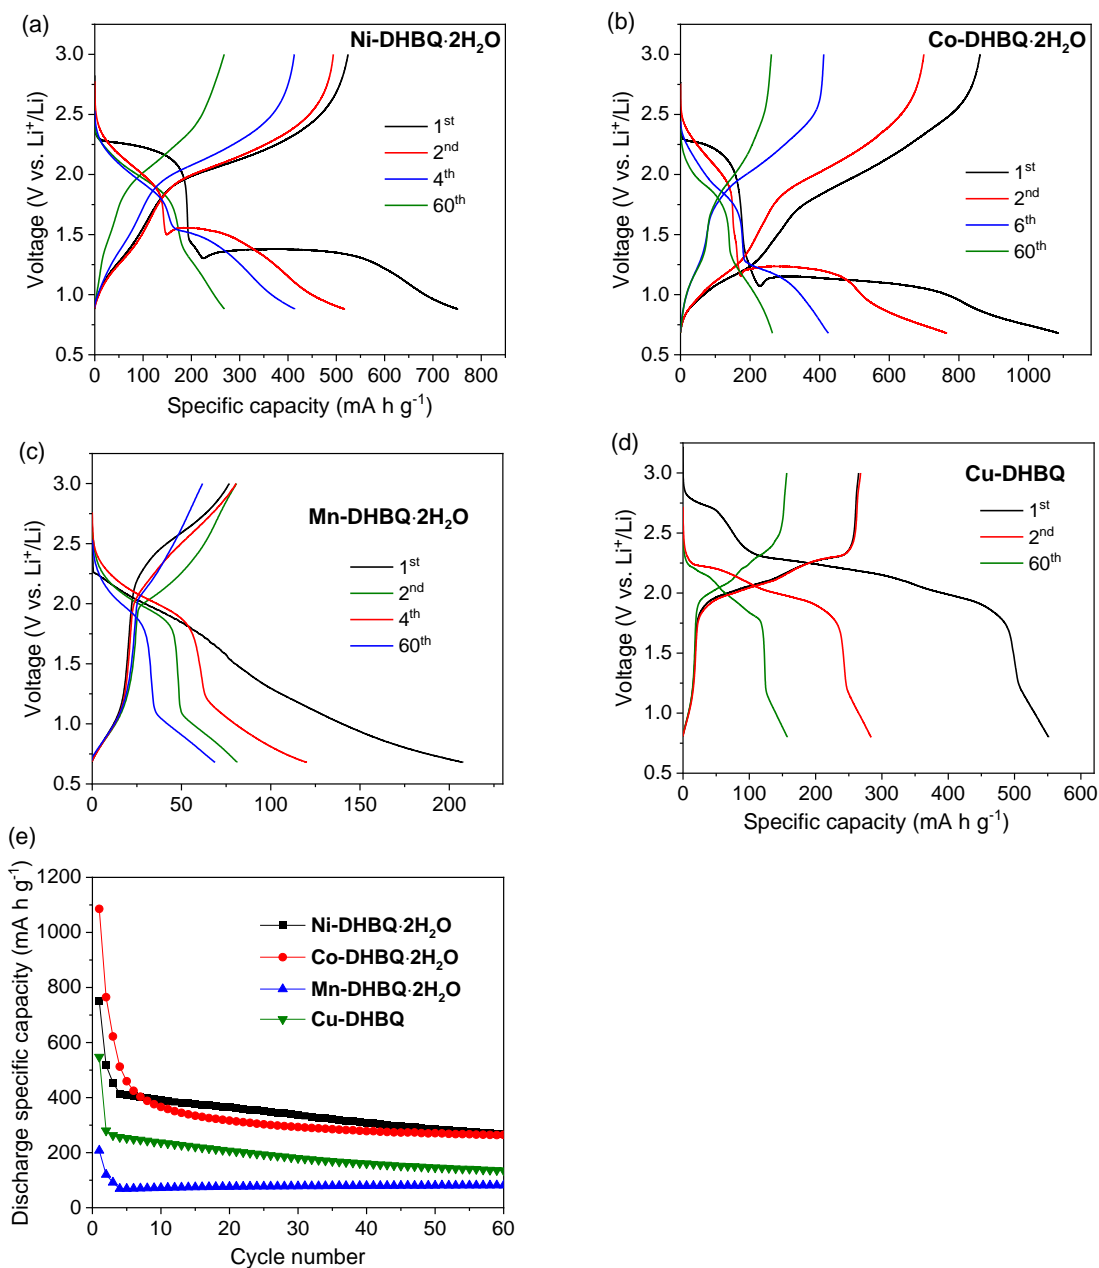 (a)
Ni-DHBQ·2H₂O
1ˢᵗ
2ⁿᵈ
4ᵗʰ
60ᵗʰ
Voltage (V vs. Li⁺/Li)
3.0
2.5
2.0
1.5
1.0
0.5
0 100 200 300 400 500 600 700 800
Specific capacity (mA h g⁻¹)
(b)
Co-DHBQ·2H₂O
1ˢᵗ
2ⁿᵈ
6ᵗʰ
60ᵗʰ
Voltage (V vs. Li⁺/Li)
3.0
2.5
2.0
1.5
1.0
0.5
0 200 400 600 800 1000
Specific capacity (mA h g⁻¹)
(c)
Mn-DHBQ·2H₂O
1ˢᵗ
2ⁿᵈ
4ᵗʰ
60ᵗʰ
Voltage (V vs. Li⁺/Li)
3.0
2.5
2.0
1.5
1.0
0.5
0 50 100 150 200
(d)
Cu-DHBQ
1ˢᵗ
2ⁿᵈ
60ᵗʰ
Voltage (V vs. Li⁺/Li)
3.0
2.5
2.0
1.5
1.0
0.5
0 100 200 300 400 500 600
Specific capacity (mA h g⁻¹)
(e)
Ni-DHBQ·2H₂O
Co-DHBQ·2H₂O
Mn-DHBQ·2H₂O
Cu-DHBQ
Discharge specific capacity (mA h g⁻¹)
1200
1000
800
600
400
200
0
0 10 20 30 40 50 60
Cycle number